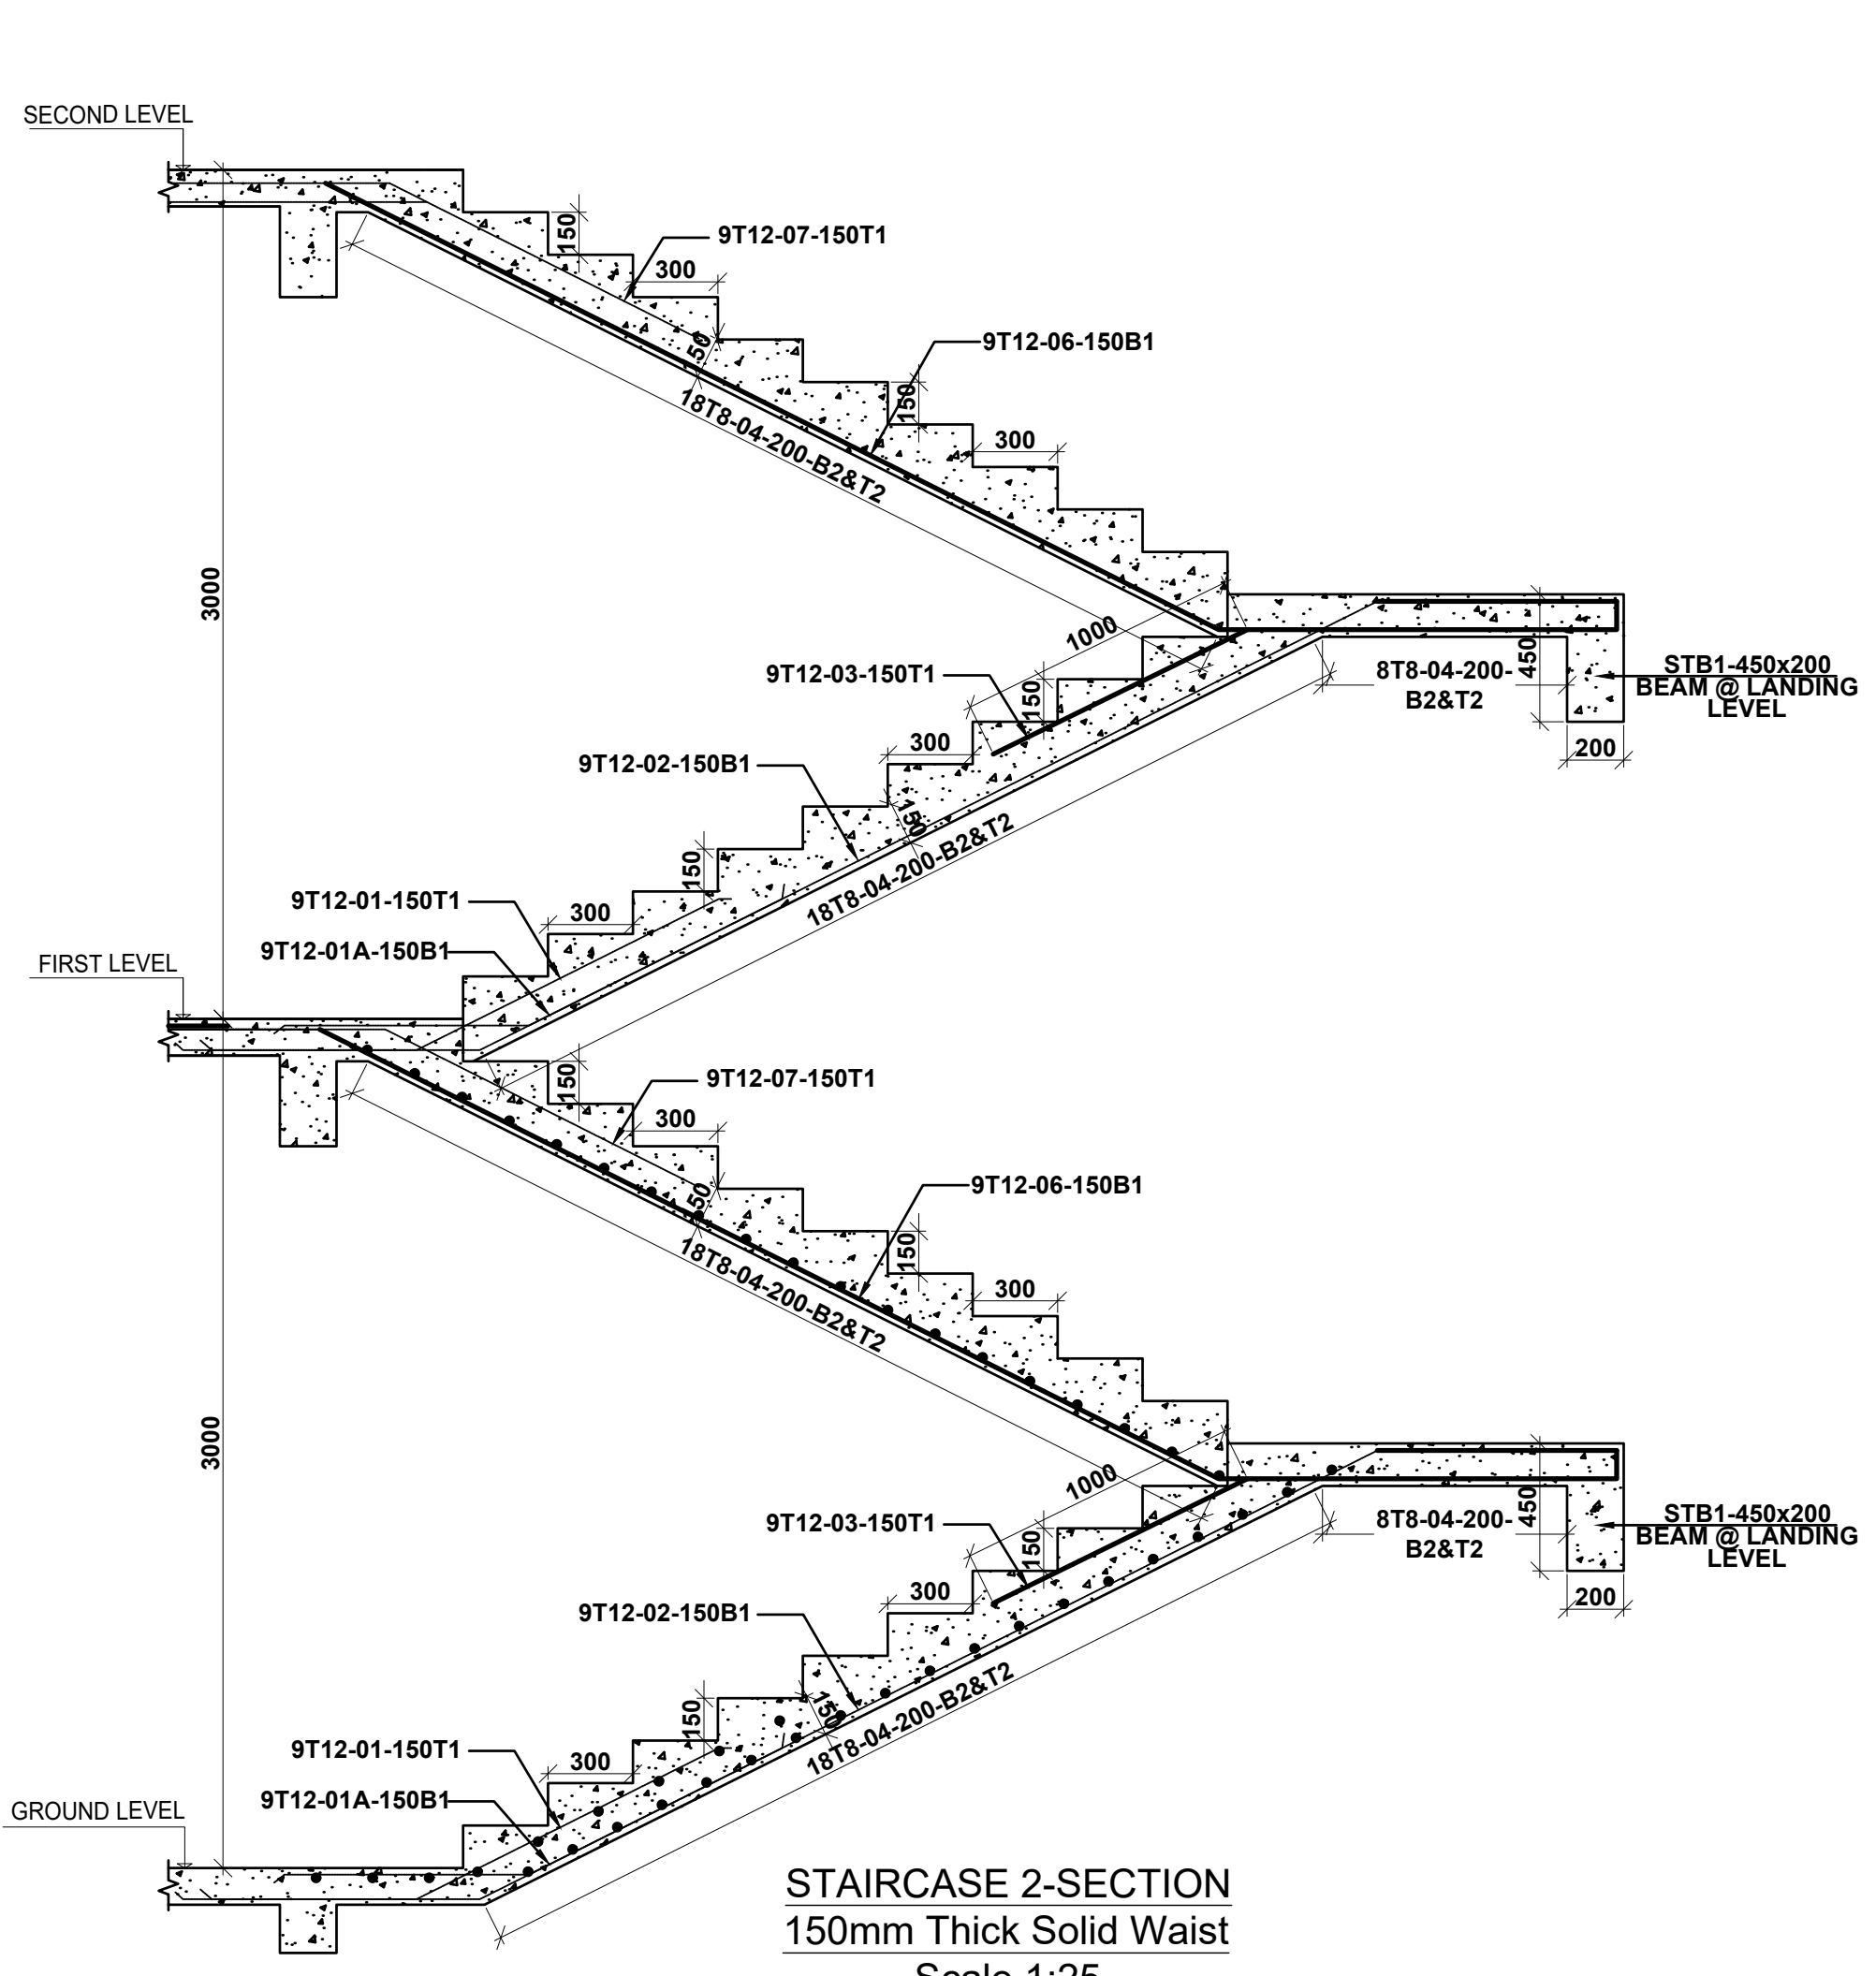 SECOND LEVEL
150
9T12-07-150T1
300
9T12-06-150B1
50
150
18T8-04-200-B2&T2
300
3000
1000
9T12-03-150T1
150
8T8-04-200-
B2&T2
450
STB1-450x200
BEAM @ LANDING
LEVEL
200
300
9T12-02-150B1
150
18T8-04-200-B2&T2
150
9T12-01-150T1
300
9T12-01A-150B1
FIRST LEVEL
150
9T12-07-150T1
300
9T12-06-150B1
50
150
18T8-04-200-B2&T2
300
3000
1000
9T12-03-150T1
150
8T8-04-200-
B2&T2
450
STB1-450x200
BEAM @ LANDING
LEVEL
200
300
9T12-02-150B1
150
18T8-04-200-B2&T2
150
9T12-01-150T1
300
9T12-01A-150B1
GROUND LEVEL
STAIRCASE 2-SECTION
150mm Thick Solid Waist
Scale 1:25